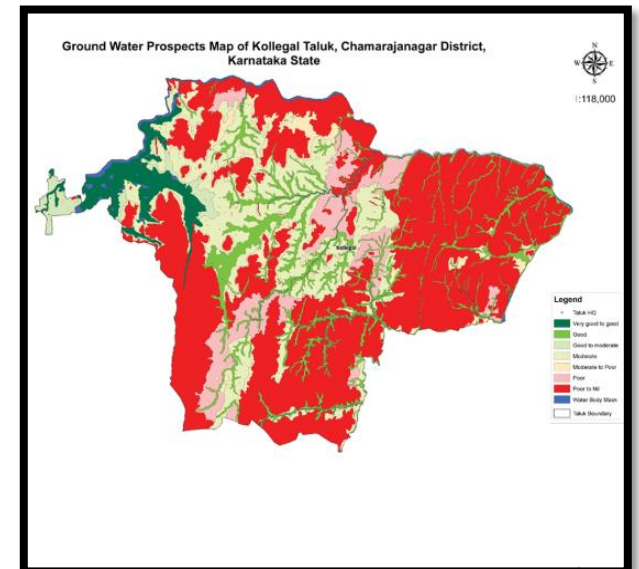 Ground Water Prospects Map of Kollegal Taluk, Chamarajanagar District,
Karnataka State
N
W E
S
1:118,000
Kollegal
Legend
Taluk HQ
Very good to good
Good
Good to moderate
Moderate
Moderate to Poor
Poor
Poor to Nil
Water Body Mask
Taluk Boundary